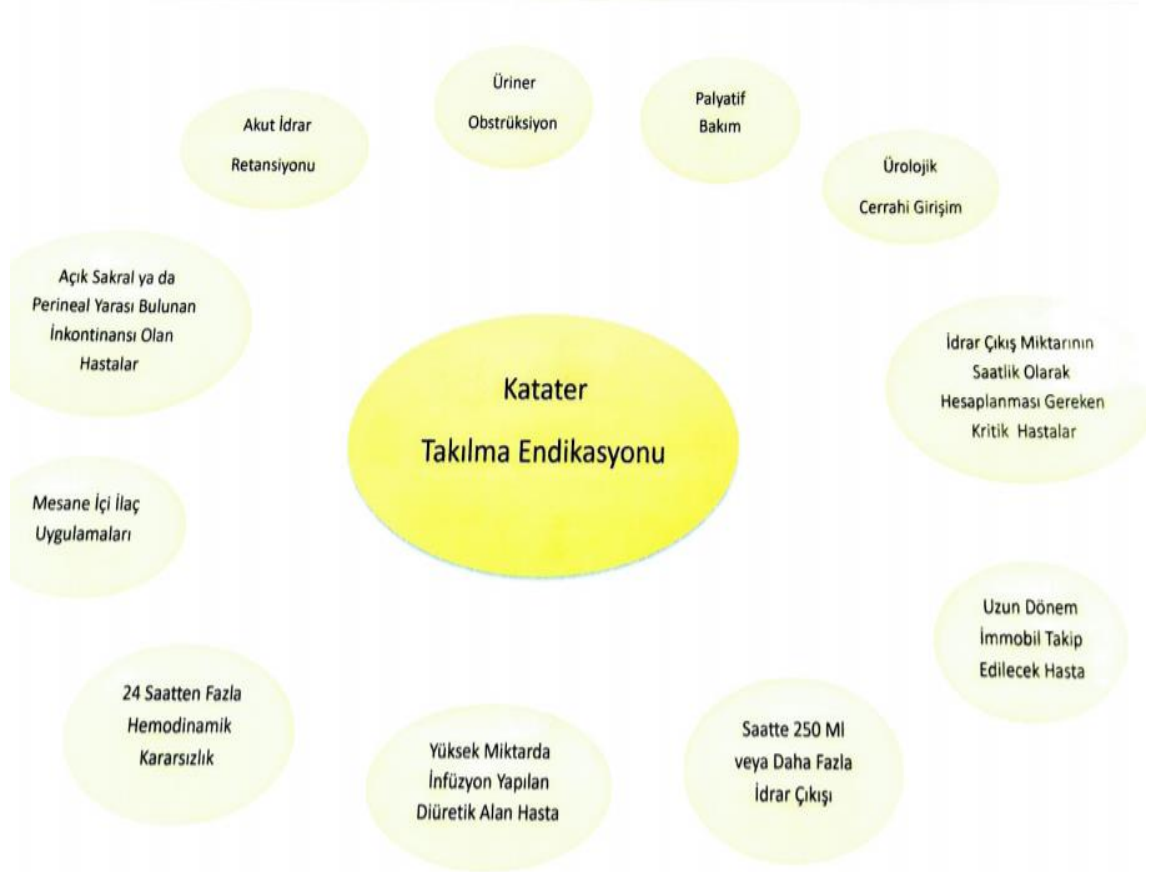 Üriner
Obstrüksiyon
Palyatif
Bakım
Akut İdrar
Retansiyonu
Ürolojik
Cerrahi Girişim
Açık Sakral ya da
Perineal Yarası Bulunan
İnkontinansı Olan
Hastalar
Katater
Takılma Endikasyonu
İdrar Çıkış Miktarının
Saatlik Olarak
Hesaplanması Gereken
Kritik Hastalar
Mesane İçi İlaç
Uygulamaları
Uzun Dönem
İmmobil Takip
Edilecek Hasta
24 Saatten Fazla
Hemodinamik
Kararsızlık
Yüksek Miktarda
İnfüzyon Yapılan
Diüretik Alan Hasta
Saatte 250 Ml
veya Daha Fazla
İdrar Çıkışı